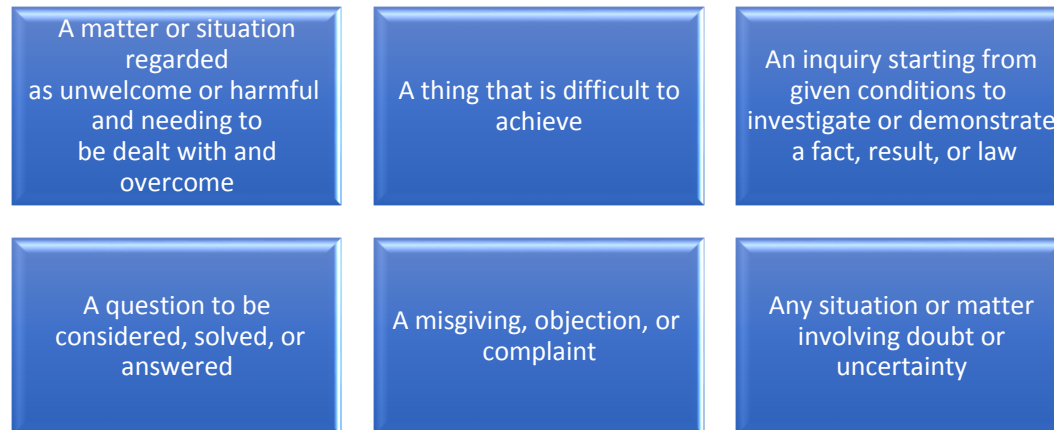 A matter or situation
regarded
as unwelcome or harmful
and needing to
be dealt with and
overcome
A thing that is difficult to
achieve
An inquiry starting from
given conditions to
investigate or demonstrate
a fact, result, or law
A question to be
considered, solved, or
answered
A misgiving, objection, or
complaint
Any situation or matter
involving doubt or
uncertainty